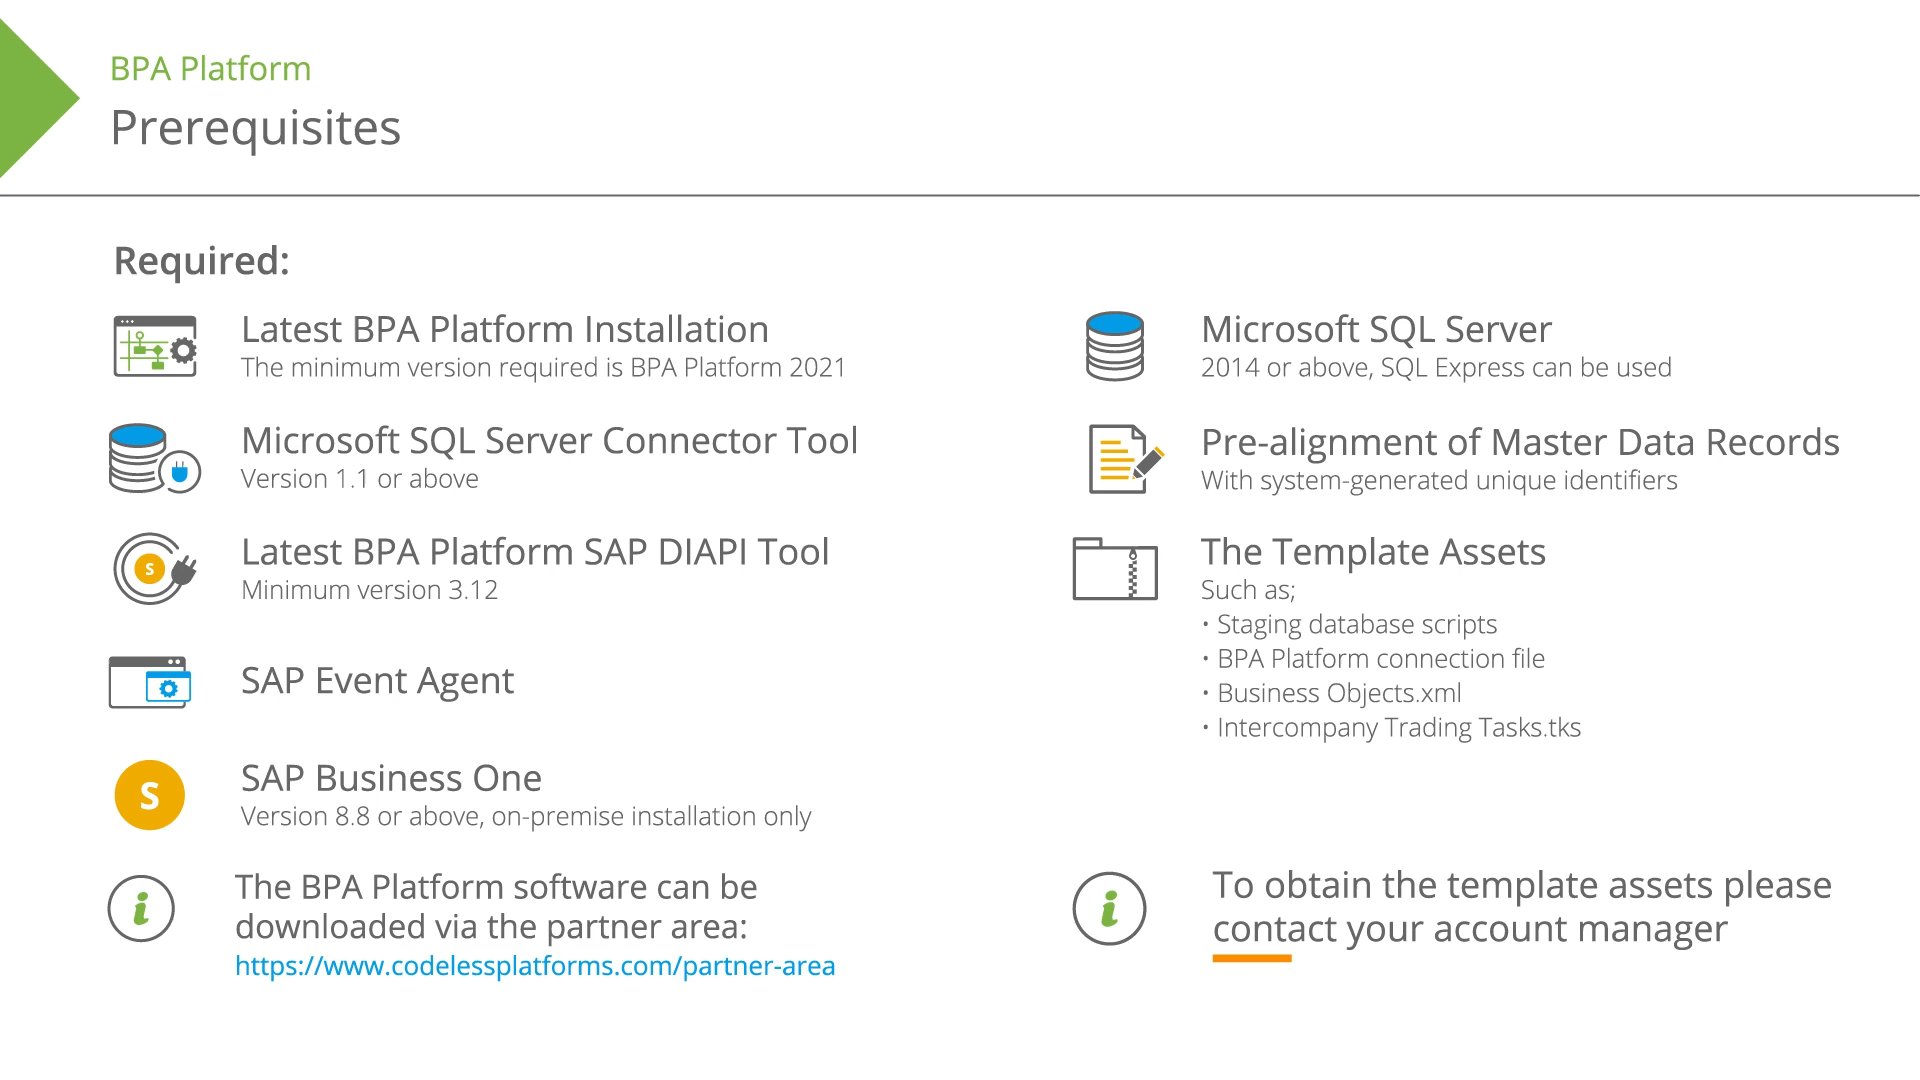 BPA Platform
Prerequisites
Required:
Latest BPA Platform Installation
The minimum version required is BPA Platform 2021
Microsoft SQL Server Connector Tool
Version 1.1 or above
Latest BPA Platform SAP DIAPI Tool
Minimum version 3.12
S
SAP Event Agent
SAP Business One
Version 8.8 or above, on-premise installation only
S
The BPA Platform software can be
downloaded via the partner area:
https://www.codelessplatforms.com/partner-area
i
Microsoft SQL Server
2014 or above, SQL Express can be used
Pre-alignment of Master Data Records
With system-generated unique identifiers
The Template Assets
Such as;
• Staging database scripts
• BPA Platform connection file
• Business Objects.xml
• Intercompany Trading Tasks.tks
i
To obtain the template assets please
contact your account manager